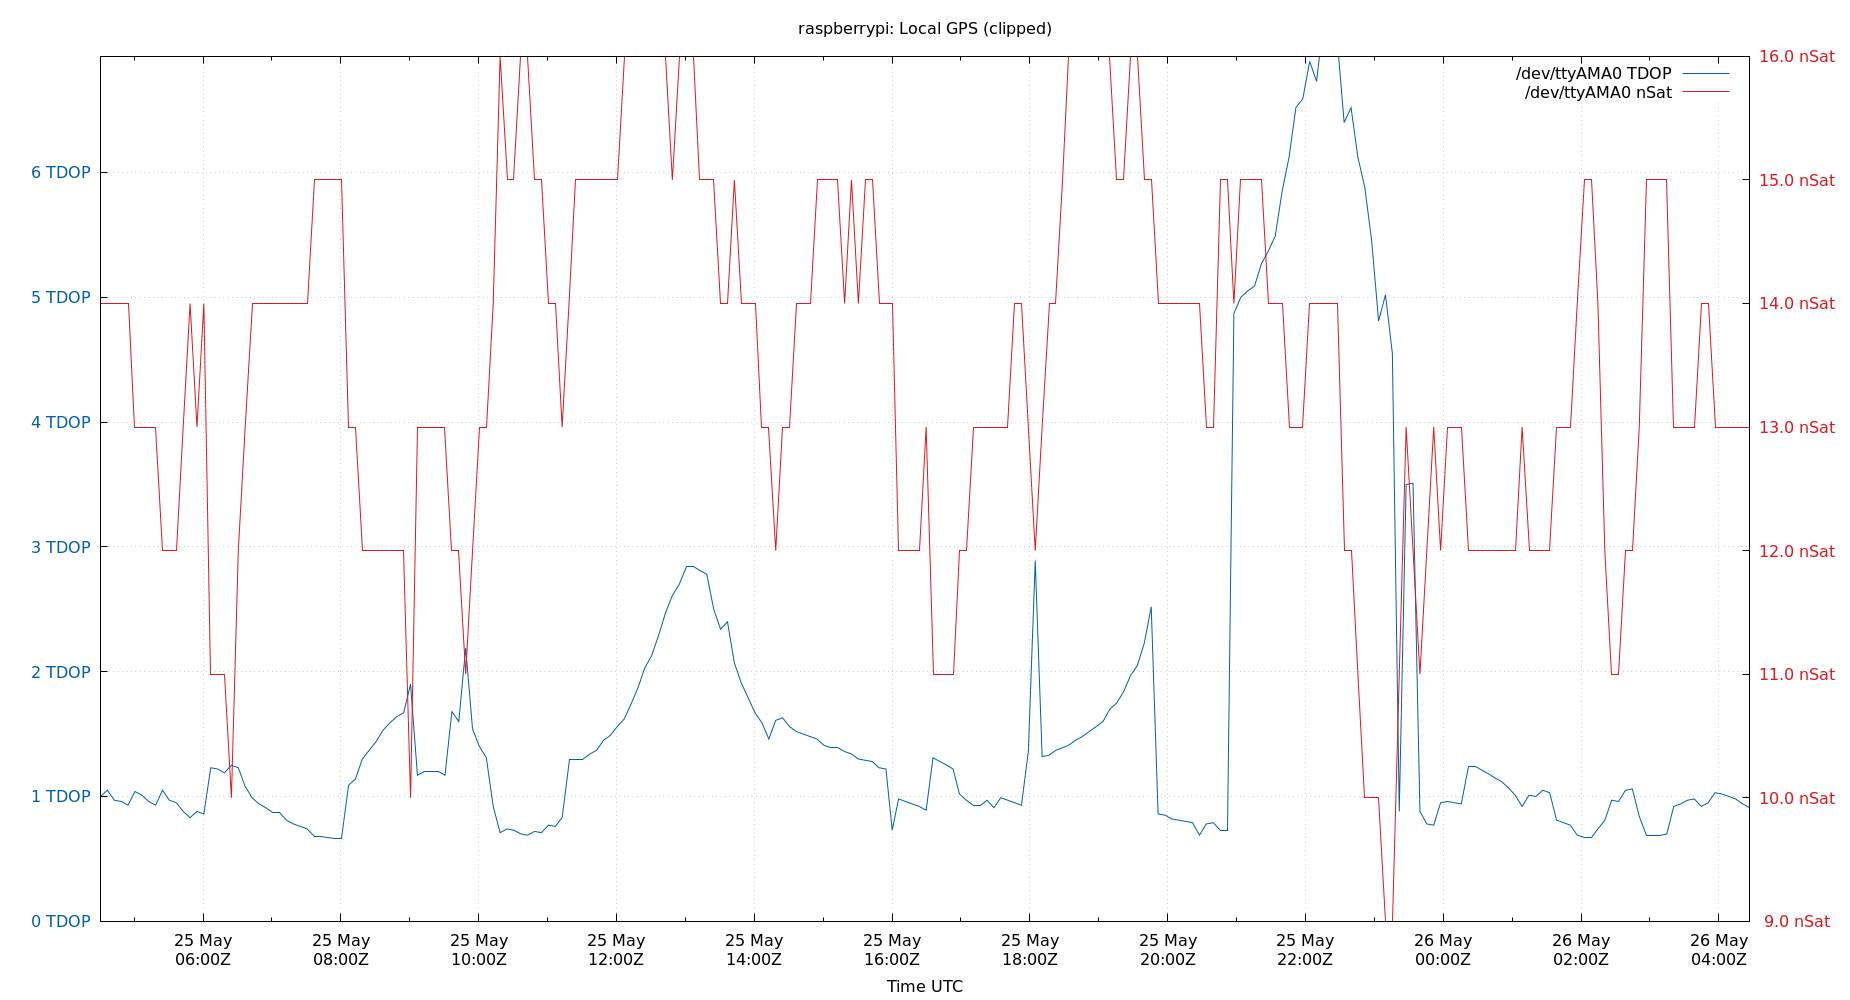 raspberrypi: Local GPS (clipped)
/dev/ttyAMA0 TDOP
/dev/ttyAMA0 nSat
6 TDOP
5 TDOP
4 TDOP
3 TDOP
2 TDOP
1 TDOP
0 TDOP
16.0 nSat
15.0 nSat
14.0 nSat
13.0 nSat
12.0 nSat
11.0 nSat
10.0 nSat
9.0 nSat
25 May
06:00Z
25 May
08:00Z
25 May
10:00Z
25 May
12:00Z
25 May
14:00Z
25 May
16:00Z
25 May
18:00Z
25 May
20:00Z
25 May
22:00Z
26 May
00:00Z
26 May
02:00Z
26 May
04:00Z
Time UTC